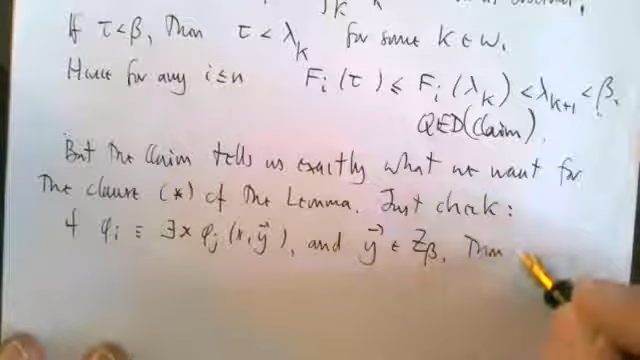 If τ < β, Then τ < λ_k for some k ∈ ω.
Hence for any i ≤ n F_i(τ) ≤ F_i(λ_k) < λ_{k+1} < β.
QED (Claim).
But the Claim tells us exactly what we want for
The clause (*) of the Lemma. Just check:
if φ_i ≡ ∃x φ_j(x, y⃗), and y⃗ ∈ Z_β, Then